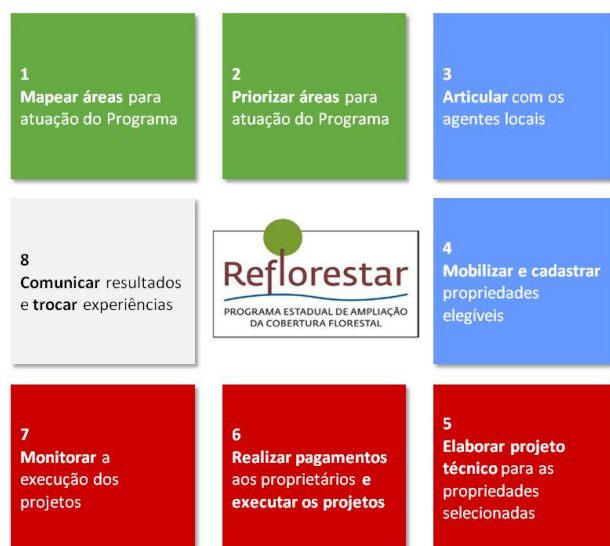 1
Mapear áreas para
atuação do Programa
2
Priorizar áreas para
atuação do Programa
3
Articular com os
agentes locais
8
Comunicar resultados
e trocar experiências
Reflorestar
PROGRAMA ESTADUAL DE AMPLIAÇÃO
DA COBERTURA FLORESTAL
4
Mobilizar e cadastrar
propriedades
elegíveis
7
Monitorar a
execução dos
projetos
6
Realizar pagamentos
aos proprietários e
executar os projetos
5
Elaborar projeto
técnico para as
propriedades
selecionadas